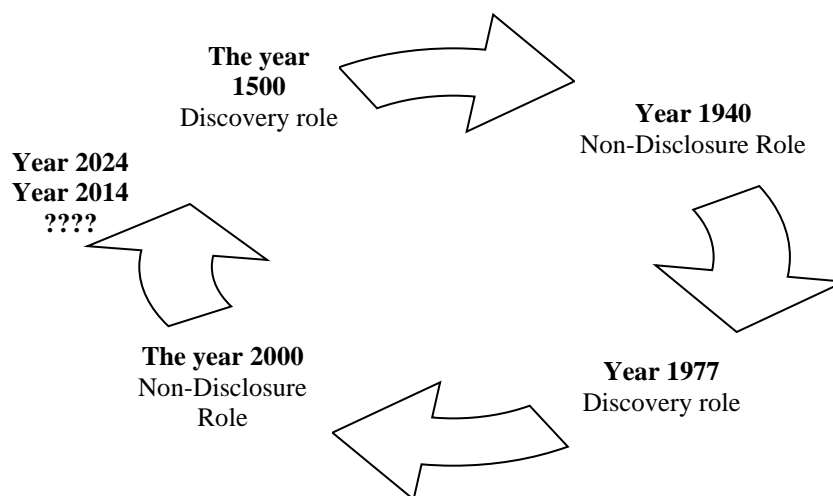 The year
1500
Discovery role
Year 1940
Non-Disclosure Role
Year 1977
Discovery role
The year 2000
Non-Disclosure
Role
Year 2024
Year 2014
????